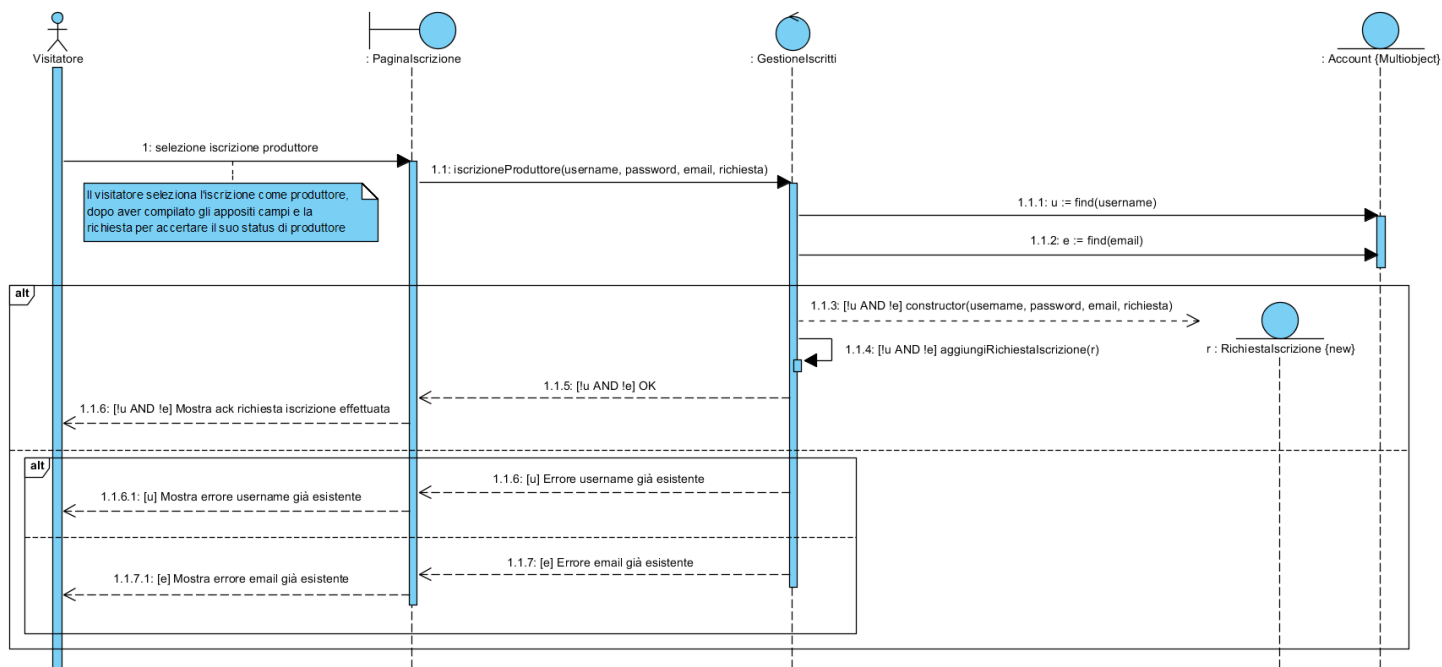 Visitatore
: PaginaIscrizione
: GestioneIscritti
: Account {Multiobject}
1: selezione iscrizione produttore
1.1: iscrizioneProduttore(username, password, email, richiesta)
Il visitatore seleziona l'iscrizione come produttore,
dopo aver compilato gli appositi campi e la
richiesta per accertare il suo status di produttore
1.1.1: u := find(username)
1.1.2: e := find(email)
alt
1.1.3: [!u AND !e] constructor(username, password, email, richiesta)
r : RichiestaIscrizione {new}
1.1.4: [!u AND !e] aggiungiRichiestaIscrizione(r)
1.1.5: [!u AND !e] OK
1.1.6: [!u AND !e] Mostra ack richiesta iscrizione effettuata
alt
1.1.6: [u] Errore username già esistente
1.1.6.1: [u] Mostra errore username già esistente
1.1.7: [e] Errore email già esistente
1.1.7.1: [e] Mostra errore email già esistente